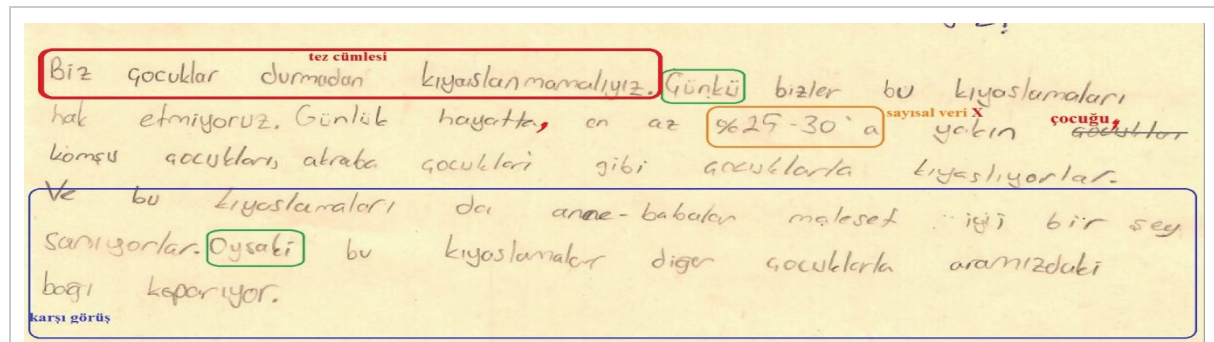 tez cümlesi
Biz çocuklar durmadan kıyaslanmamalıyız. Çünkü bizler bu kıyaslamaları
hak etmiyoruz. Günlük hayatta, en az %25-30'a sayısal veri X yakın çocuğu, çocuklar
komşu çocukları, akraba çocukları gibi çocuklarla kıyaslıyorlar.
Ve bu kıyaslamaları da anne-babalar maleset iyi bir şey
sanıyorlar. Oysaki bu kıyaslamalar diğer çocuklarla aramızdaki
bağı koparıyor.
karşı görüş